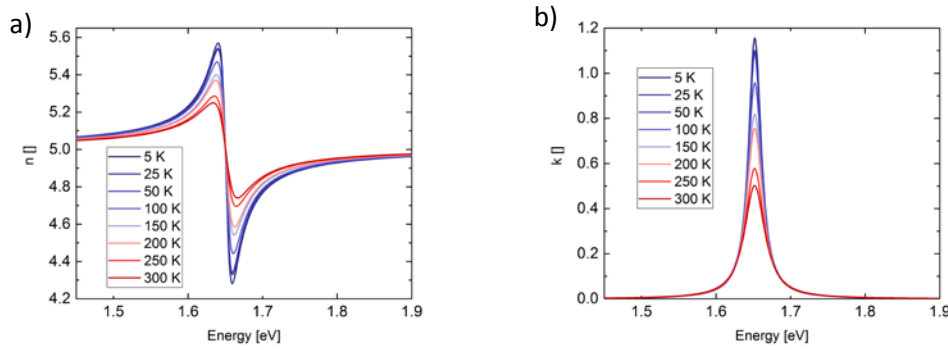 a)
5.6
5.4
5.2
5.0
4.8
4.6
4.4
4.2
n []
5 K
25 K
50 K
100 K
150 K
200 K
250 K
300 K
1.5 1.6 1.7 1.8 1.9
Energy [eV]
b)
1.2
1.0
0.8
0.6
0.4
0.2
0.0
k []
5 K
25 K
50 K
100 K
150 K
200 K
250 K
300 K
1.5 1.6 1.7 1.8 1.9
Energy [eV]